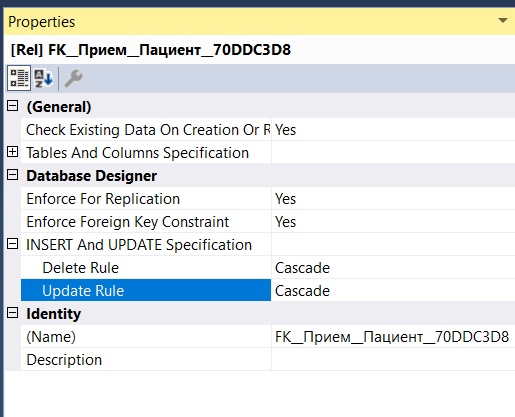 Properties
[Rel] FK__Прием__Пациент__70DDC3D8
(General)
Check Existing Data On Creation Or R Yes
Tables And Columns Specification
Database Designer
Enforce For Replication Yes
Enforce Foreign Key Constraint Yes
INSERT And UPDATE Specification
Delete Rule Cascade
Update Rule Cascade
Identity
(Name) FK__Прием__Пациент__70DDC3D8
Description